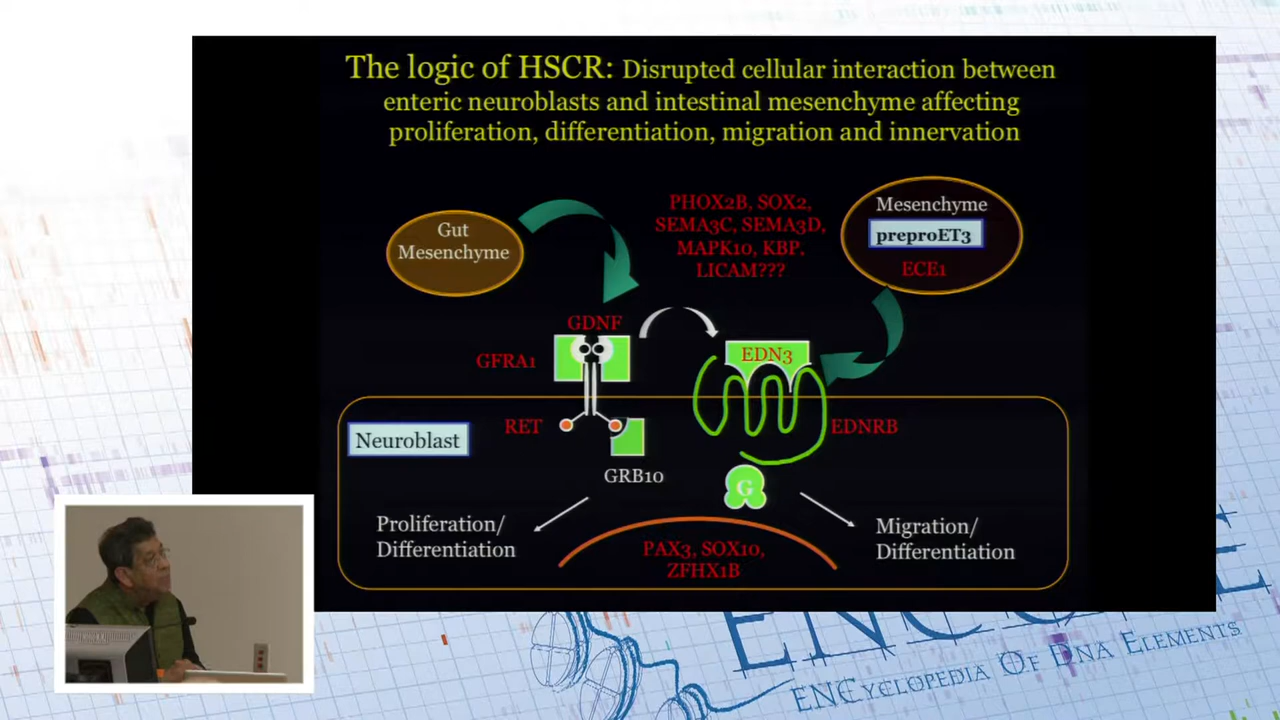 The logic of HSCR: Disrupted cellular interaction between
enteric neuroblasts and intestinal mesenchyme affecting
proliferation, differentiation, migration and innervation
Gut
Mesenchyme
PHOX2B, SOX2,
SEMA3C, SEMA3D,
MAPK10, KBP,
LICAM???
Mesenchyme
preproET3
ECE1
GDNF
GFRA1
EDN3
RET
EDNRB
Neuroblast
GRB10
G
Proliferation/
Differentiation
PAX3, SOX10,
ZFHX1B
Migration/
Differentiation
ENCYCLOPEDIA OF DNA ELEMENTS